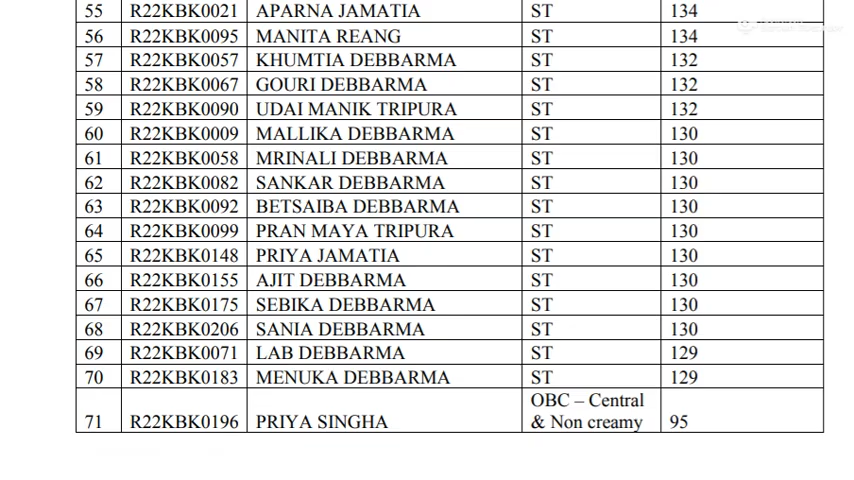 55 R22KBK0021 APARNA JAMATIA ST 134
56 R22KBK0095 MANITA REANG ST 134
57 R22KBK0057 KHUMTIA DEBBARMA ST 132
58 R22KBK0067 GOURI DEBBARMA ST 132
59 R22KBK0090 UDAI MANIK TRIPURA ST 132
60 R22KBK0009 MALLIKA DEBBARMA ST 130
61 R22KBK0058 MRINALI DEBBARMA ST 130
62 R22KBK0082 SANKAR DEBBARMA ST 130
63 R22KBK0092 BETSAIBA DEBBARMA ST 130
64 R22KBK0099 PRAN MAYA TRIPURA ST 130
65 R22KBK0148 PRIYA JAMATIA ST 130
66 R22KBK0155 AJIT DEBBARMA ST 130
67 R22KBK0175 SEBIKA DEBBARMA ST 130
68 R22KBK0206 SANIA DEBBARMA ST 130
69 R22KBK0071 LAB DEBBARMA ST 129
70 R22KBK0183 MENUKA DEBBARMA ST 129
OBC – Central
71 R22KBK0196 PRIYA SINGHA & Non creamy 95